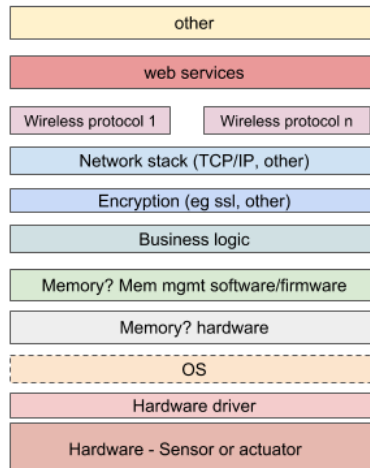 other
web services
Wireless protocol 1
Wireless protocol n
Network stack (TCP/IP, other)
Encryption (eg ssl, other)
Business logic
Memory? Mem mgmt software/firmware
Memory? hardware
OS
Hardware driver
Hardware - Sensor or actuator